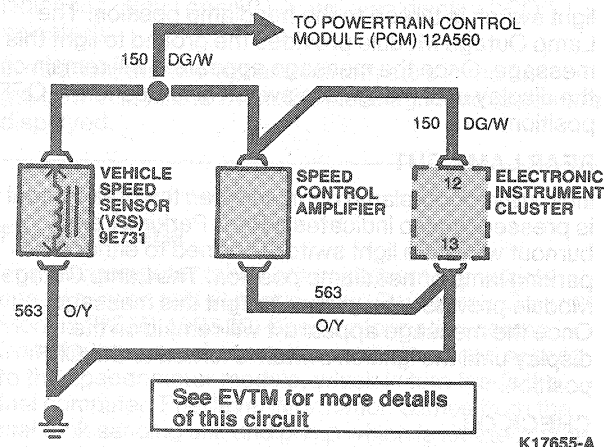 TO POWERTRAIN CONTROL
MODULE (PCM) 12A560
150 DG/W
150 DG/W
VEHICLE
SPEED
SENSOR
(VSS)
9E731
SPEED
CONTROL
AMPLIFIER
12
13
ELECTRONIC
INSTRUMENT
CLUSTER
563 O/Y
563
O/Y
See EVTM for more details
of this circuit
K17655-A